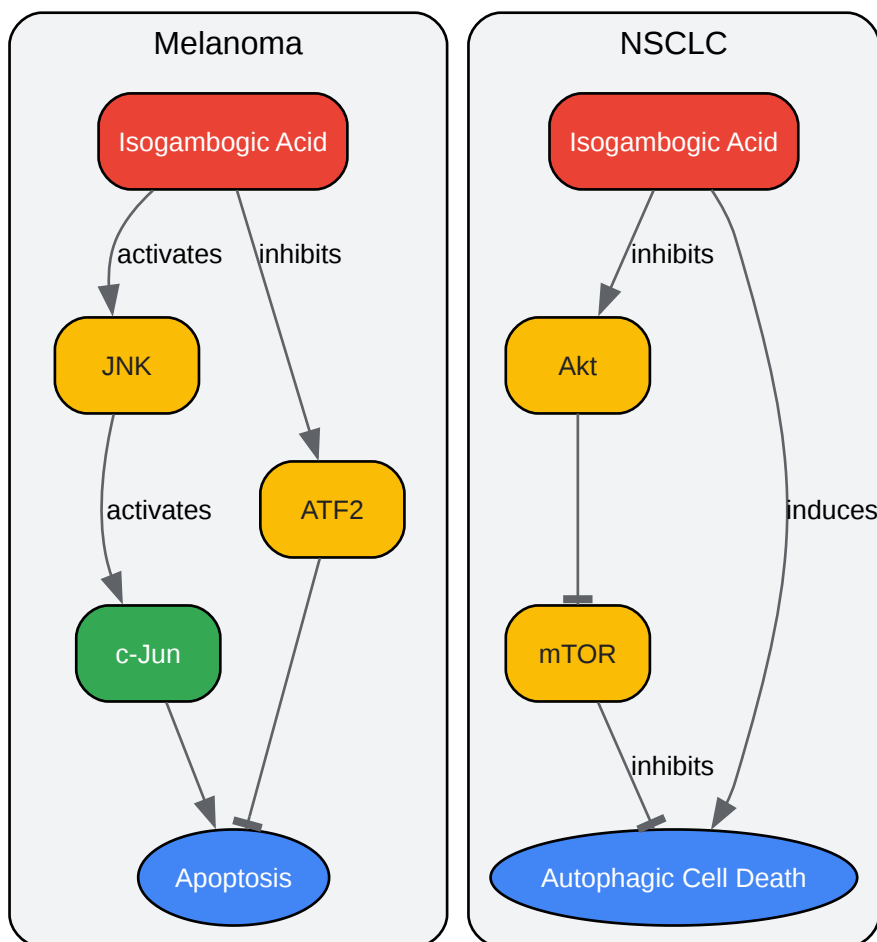 Melanoma
Isogambogic Acid
activates
inhibits
JNK
activates
ATF2
c-Jun
Apoptosis
NSCLC
Isogambogic Acid
inhibits
Akt
induces
mTOR
inhibits
Autophagic Cell Death